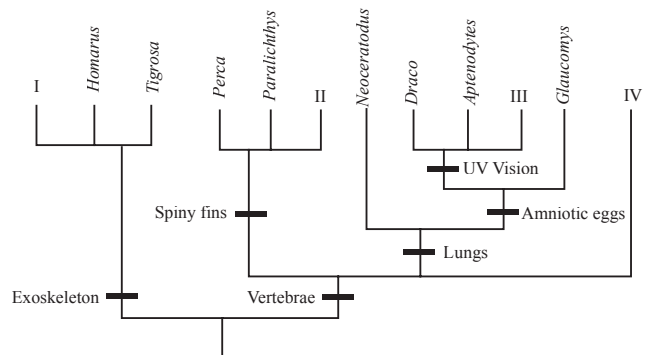 I
Homarus
Tigrosa
Perca
Paralichthys
II
Neoceratodus
Draco
Aptenodytes
III
Glaucomys
IV
UV Vision
Spiny fins
Amniotic eggs
Lungs
Exoskeleton
Vertebrae